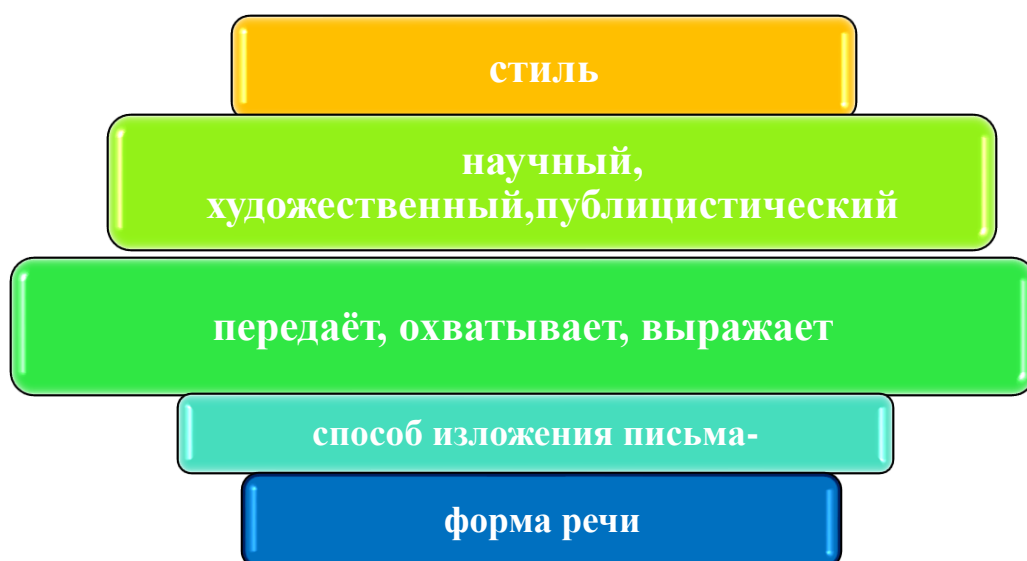 стиль
научный,
художественный,публицистический
передаёт, охватывает, выражает
способ изложения письма-
форма речи